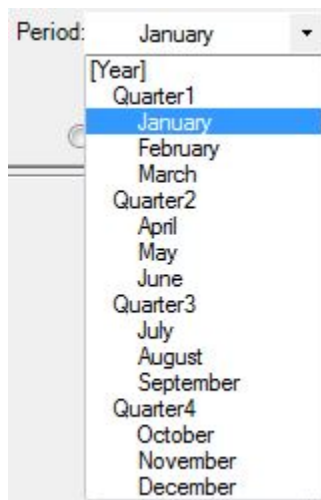 Period: January
[Year]
Quarter1
January
February
March
Quarter2
April
May
June
Quarter3
July
August
September
Quarter4
October
November
December